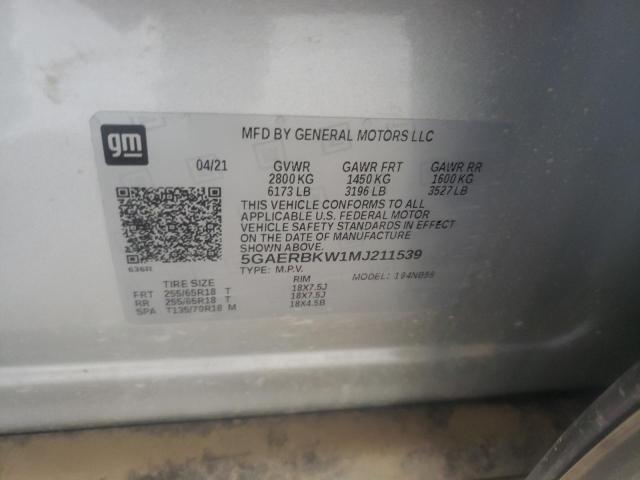 gm
MFD BY GENERAL MOTORS LLC
04/21 GVWR GAWR FRT GAWR RR
2800 KG 1450 KG 1600 KG
6173 LB 3196 LB 3527 LB
THIS VEHICLE CONFORMS TO ALL
APPLICABLE U.S. FEDERAL MOTOR
VEHICLE SAFETY STANDARDS IN EFFECT
ON THE DATE OF MANUFACTURE
SHOWN ABOVE.
636R 5GAERBKW1MJ211539
TYPE: M.P.V. MODEL: 194NB56
TIRE SIZE RIM
FRT 255/65R18 T 18X7.5J
RR 255/65R18 T 18X7.5J
SPA T135/70R18 M 18X4.5B